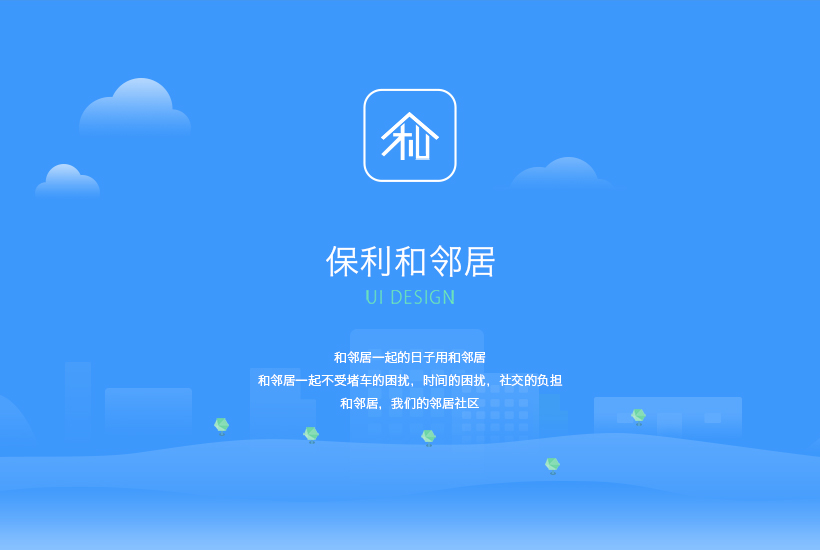 保利和邻居
UI DESIGN
和邻居一起的日子用和邻居
和邻居一起不受堵车的困扰，时间的困扰，社交的负担
和邻居，我们的邻居社区